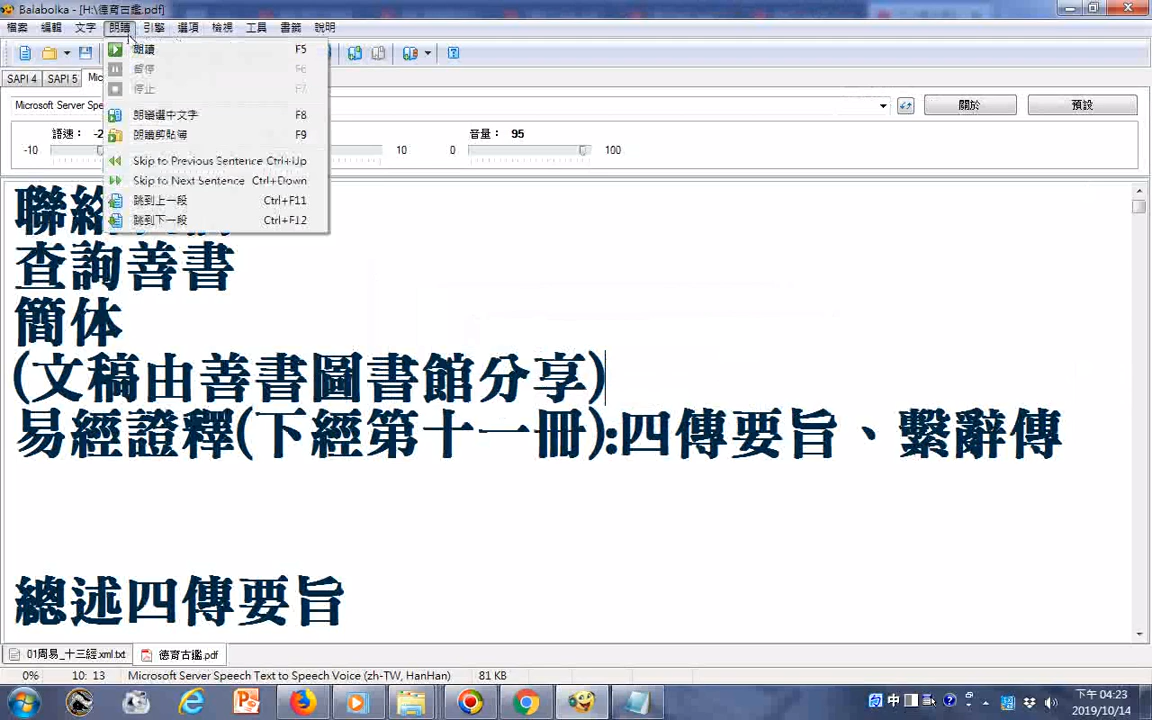 Balabolka - [H:\德育古鑑.pdf]
檔案 編輯 文字 朗讀 引擎 選項 檢視 工具 書籤 說明
朗讀 F5
暫停 F6
停止 F7
朗讀選中文字 F8
朗讀剪貼簿 F9
Skip to Previous Sentence Ctrl+Up
Skip to Next Sentence Ctrl+Down
跳到上一段 Ctrl+F11
跳到下一段 Ctrl+F12
SAPI 4 SAPI 5 Mic
Microsoft Server Spe 關於 預設
語速： -2 音量： 95
-10 10 0 100
聯絡
查詢善書
簡体
(文稿由善書圖書館分享)
易經證釋(下經第十一冊):四傳要旨、繫辭傳
總述四傳要旨
01周易_十三經.xml.txt 德育古鑑.pdf
0% 10: 13 Microsoft Server Speech Text to Speech Voice (zh-TW, HanHan) 81 KB
中 下午 04:23
2019/10/14